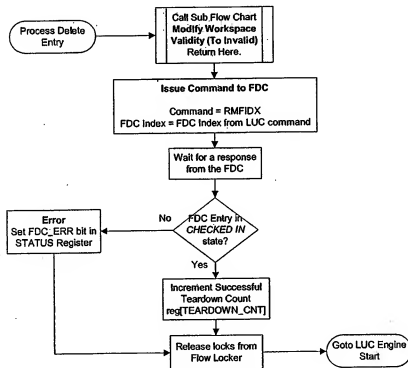 Process Delete
Entry
Call Sub Flow Chart
Modify Workspace
Validity (To Invalid)
Return Here.
Issue Command to FDC
Command = RMFIDX
FDC Index = FDC Index from LUC command
Wait for a response
from the FDC
FDC Entry in
CHECKED IN
state?
No
Yes
Error
Set FDC_ERR bit in
STATUS Register
Increment Successful
Teardown Count
reg[TEARDOWN_CNT]
Release locks from
Flow Locker
Goto LUC Engine
Start